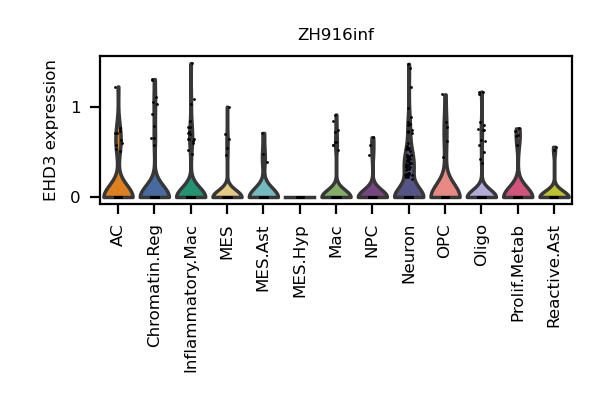 ZH916inf
EHD3 expression
1
0
AC
Chromatin.Reg
Inflammatory.Mac
MES
MES.Ast
MES.Hyp
Mac
NPC
Neuron
OPC
Oligo
Prolif.Metab
Reactive.Ast